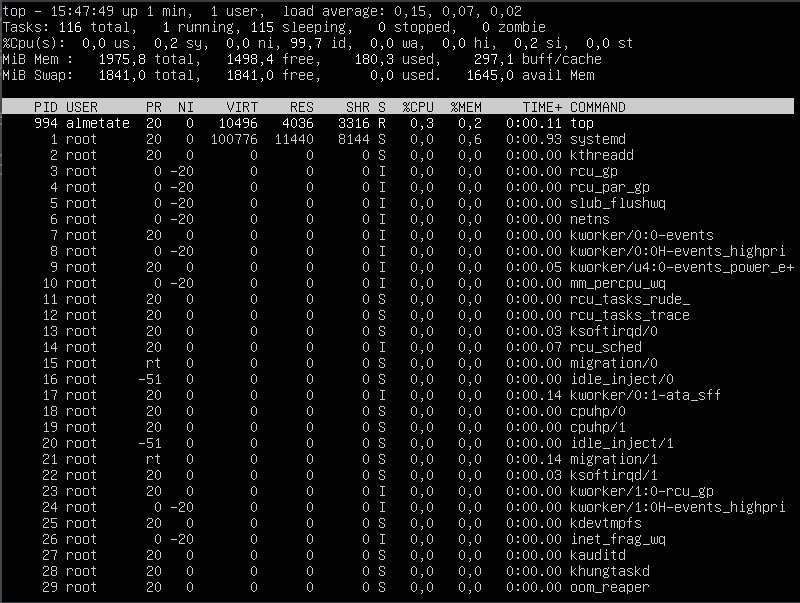 top - 15:47:49 up 1 min,  1 user,  load average: 0,15, 0,07, 0,02
Tasks: 116 total,   1 running, 115 sleeping,   0 stopped,   0 zombie
%Cpu(s):  0,0 us,  0,2 sy,  0,0 ni, 99,7 id,  0,0 wa,  0,0 hi,  0,2 si,  0,0 st
MiB Mem :   1975,8 total,   1498,4 free,    180,3 used,    297,1 buff/cache
MiB Swap:   1841,0 total,   1841,0 free,      0,0 used.   1645,0 avail Mem
PID USER      PR  NI    VIRT    RES    SHR S  %CPU  %MEM     TIME+ COMMAND
994 almetate  20   0   10496   4036   3316 R   0,3   0,2   0:00.11 top
1 root      20   0  100776  11440   8144 S   0,0   0,6   0:00.93 systemd
2 root      20   0       0      0      0 S   0,0   0,0   0:00.00 kthreadd
3 root       0 -20       0      0      0 I   0,0   0,0   0:00.00 rcu_gp
4 root       0 -20       0      0      0 I   0,0   0,0   0:00.00 rcu_par_gp
5 root       0 -20       0      0      0 I   0,0   0,0   0:00.00 slub_flushwq
6 root       0 -20       0      0      0 I   0,0   0,0   0:00.00 netns
7 root      20   0       0      0      0 I   0,0   0,0   0:00.00 kworker/0:0-events
8 root       0 -20       0      0      0 I   0,0   0,0   0:00.00 kworker/0:0H-events_highpri
9 root      20   0       0      0      0 I   0,0   0,0   0:00.05 kworker/u4:0-events_power_e+
10 root       0 -20       0      0      0 I   0,0   0,0   0:00.00 mm_percpu_wq
11 root      20   0       0      0      0 S   0,0   0,0   0:00.00 rcu_tasks_rude_
12 root      20   0       0      0      0 S   0,0   0,0   0:00.00 rcu_tasks_trace
13 root      20   0       0      0      0 S   0,0   0,0   0:00.03 ksoftirqd/0
14 root      20   0       0      0      0 I   0,0   0,0   0:00.07 rcu_sched
15 root      rt   0       0      0      0 S   0,0   0,0   0:00.00 migration/0
16 root     -51   0       0      0      0 S   0,0   0,0   0:00.00 idle_inject/0
17 root      20   0       0      0      0 I   0,0   0,0   0:00.14 kworker/0:1-ata_sff
18 root      20   0       0      0      0 S   0,0   0,0   0:00.00 cpuhp/0
19 root      20   0       0      0      0 S   0,0   0,0   0:00.00 cpuhp/1
20 root     -51   0       0      0      0 S   0,0   0,0   0:00.00 idle_inject/1
21 root      rt   0       0      0      0 S   0,0   0,0   0:00.14 migration/1
22 root      20   0       0      0      0 S   0,0   0,0   0:00.03 ksoftirqd/1
23 root      20   0       0      0      0 I   0,0   0,0   0:00.00 kworker/1:0-rcu_gp
24 root       0 -20       0      0      0 I   0,0   0,0   0:00.00 kworker/1:0H-events_highpri
25 root      20   0       0      0      0 S   0,0   0,0   0:00.00 kdevtmpfs
26 root       0 -20       0      0      0 I   0,0   0,0   0:00.00 inet_frag_wq
27 root      20   0       0      0      0 S   0,0   0,0   0:00.00 kauditd
28 root      20   0       0      0      0 S   0,0   0,0   0:00.00 khungtaskd
29 root      20   0       0      0      0 S   0,0   0,0   0:00.00 oom_reaper